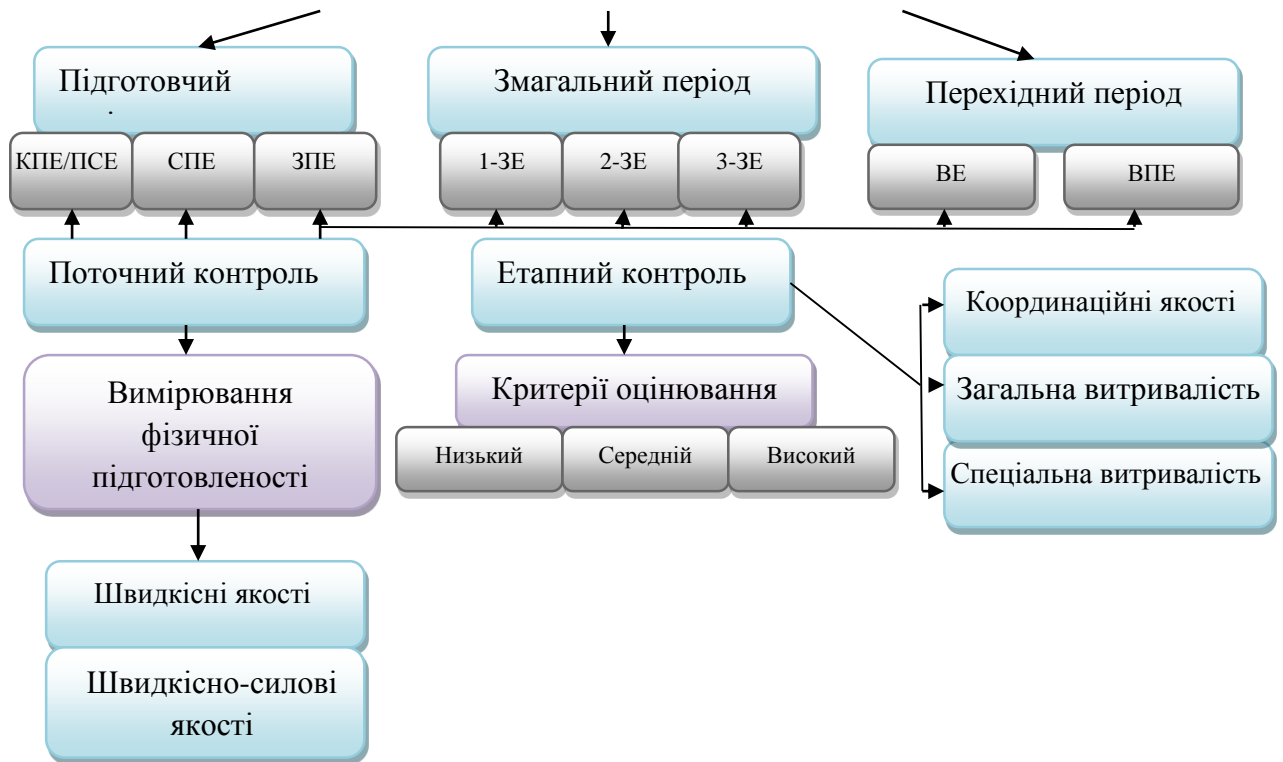 Підготовчий
Змагальний період
Перехідний період
КПЕ/ПСЕ
СПЕ
ЗПЕ
1-ЗЕ
2-ЗЕ
3-ЗЕ
ВЕ
ВПЕ
Поточний контроль
Етапний контроль
Координаційні якості
Загальна витривалість
Спеціальна витривалість
Вимірювання
фізичної
підготовленості
Критерії оцінювання
Низький
Середній
Високий
Швидкісні якості
Швидкісно-силові
якості